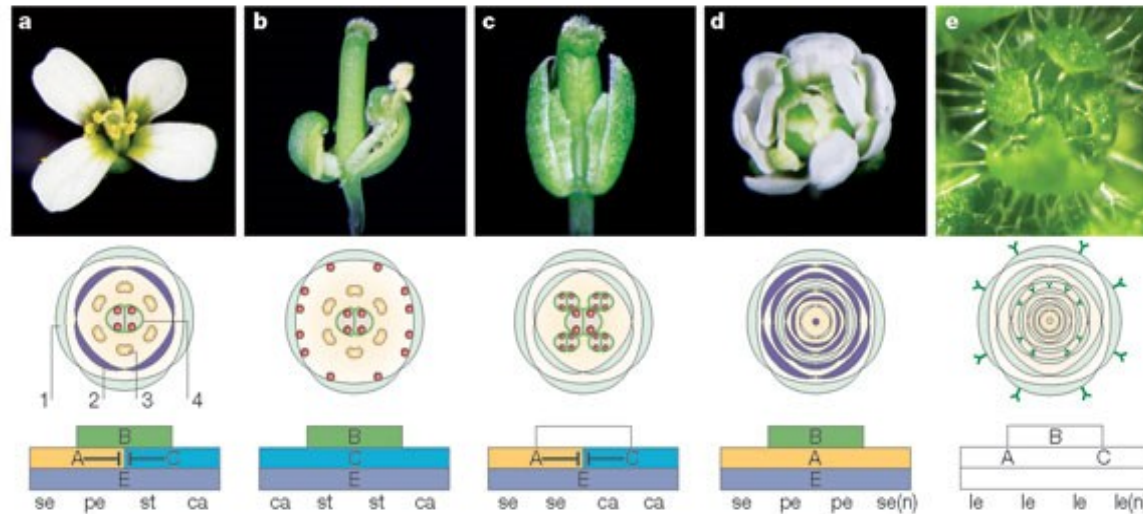 a b c d e
1 2 3 4
B B B B
A C C A C A A C
E E E E
se pe st ca ca st st ca se se ca ca se pe pe se(n) le le le le(n